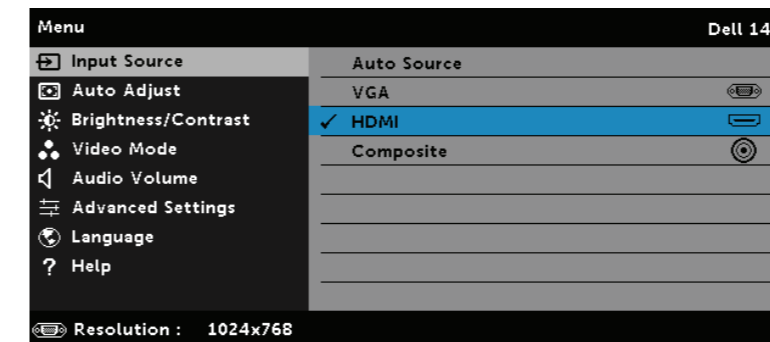 Menu Dell 14
Input Source
Auto Adjust
Brightness/Contrast
Video Mode
Audio Volume
Advanced Settings
Language
? Help
Auto Source
VGA
HDMI
Composite
Resolution : 1024x768